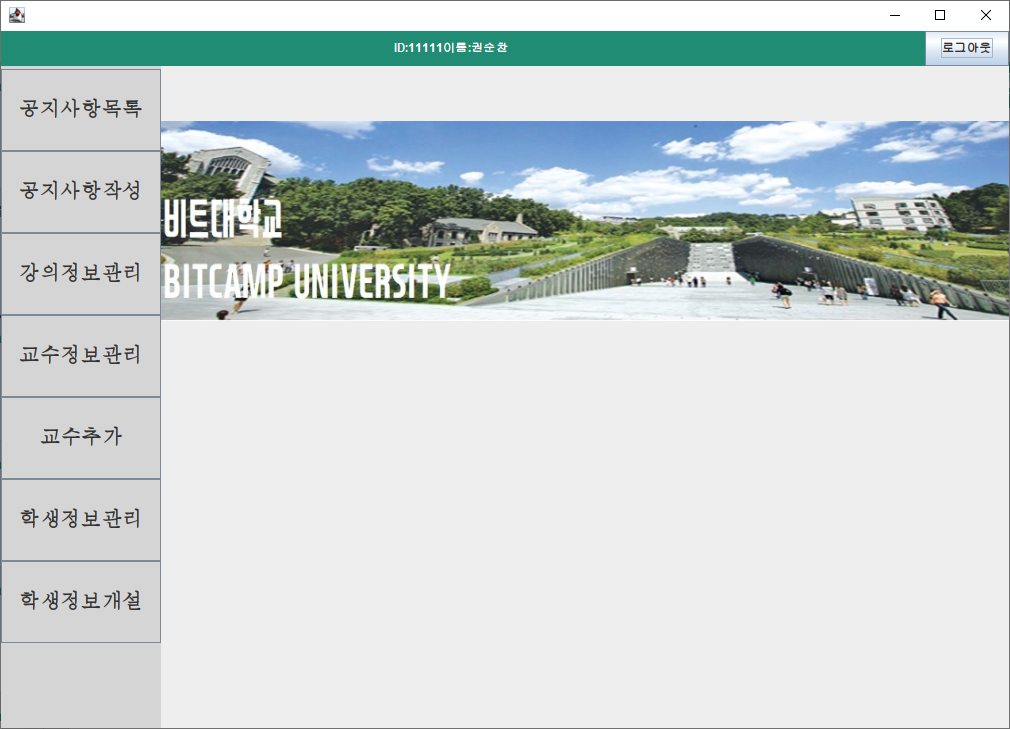 ID:11111이름:권순찬
로그아웃
공지사항목록
공지사항작성
강의정보관리
교수정보관리
교수추가
학생정보관리
학생정보개설
비트대학교
BITCAMP UNIVERSITY